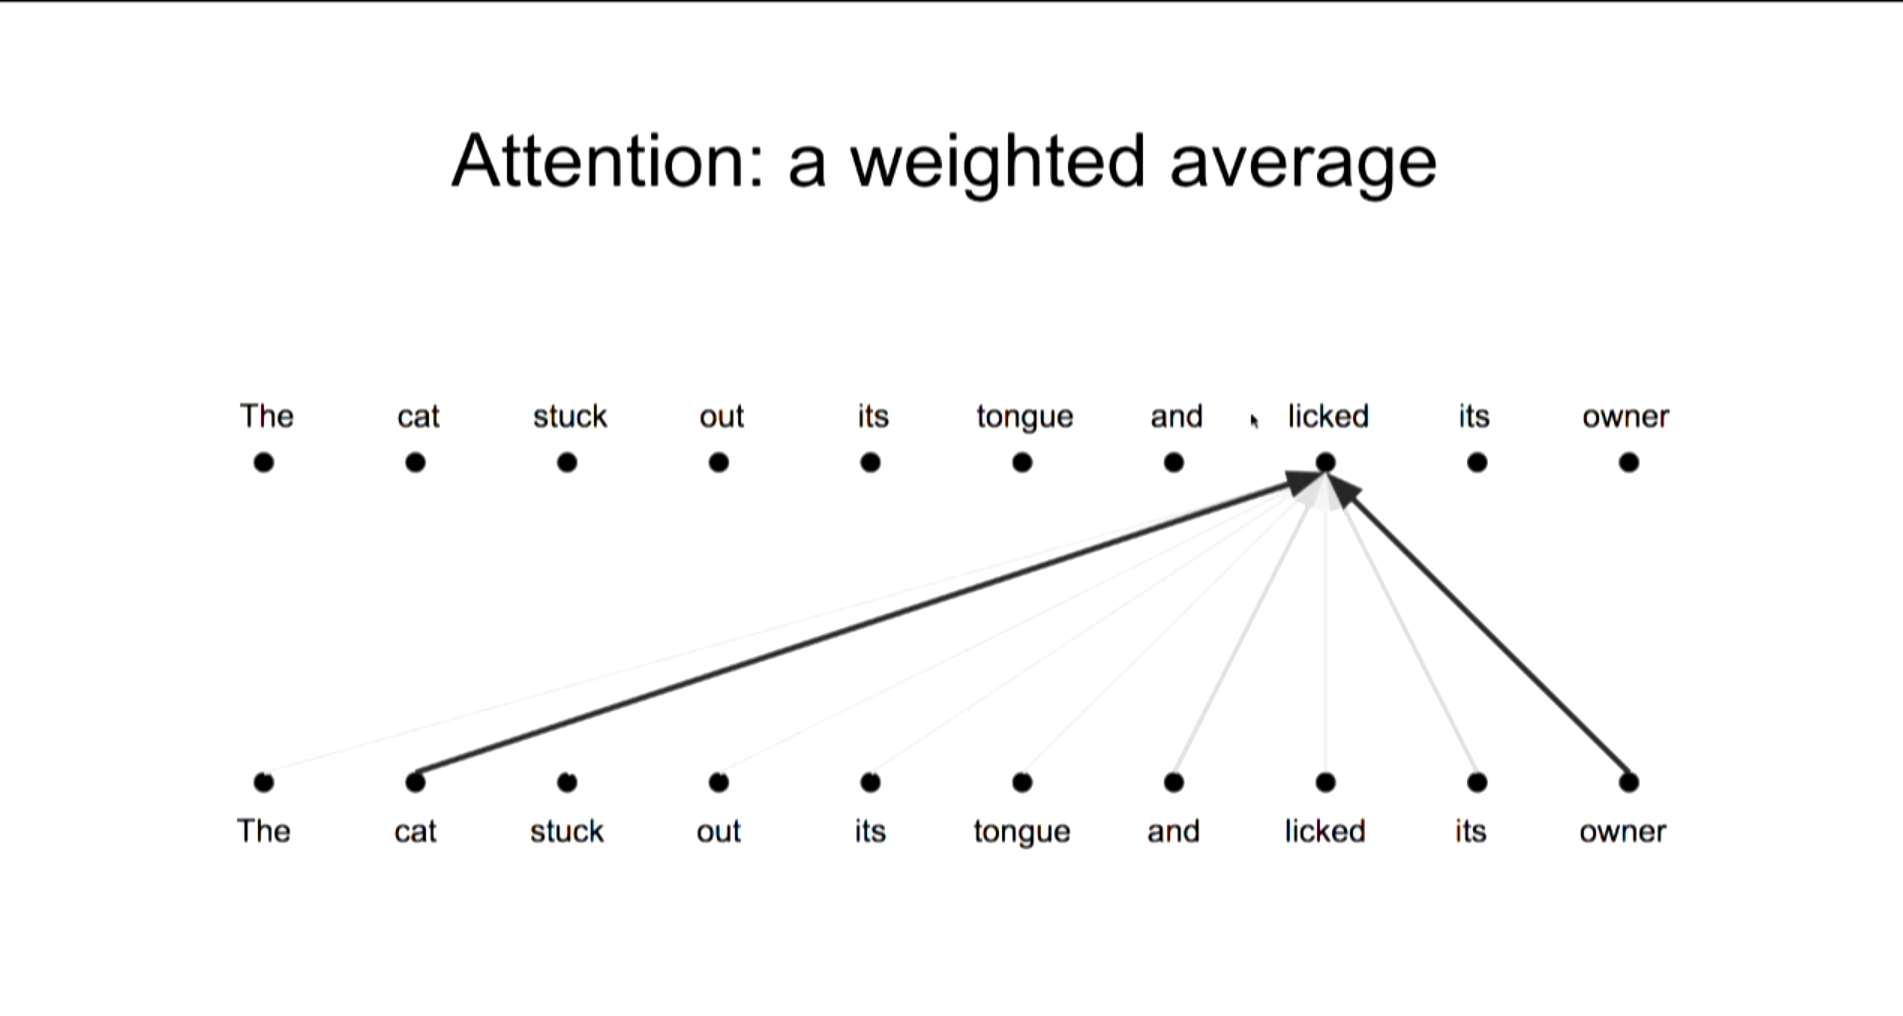 Attention: a weighted average
The cat stuck out its tongue and licked its owner
The cat stuck out its tongue and licked its owner